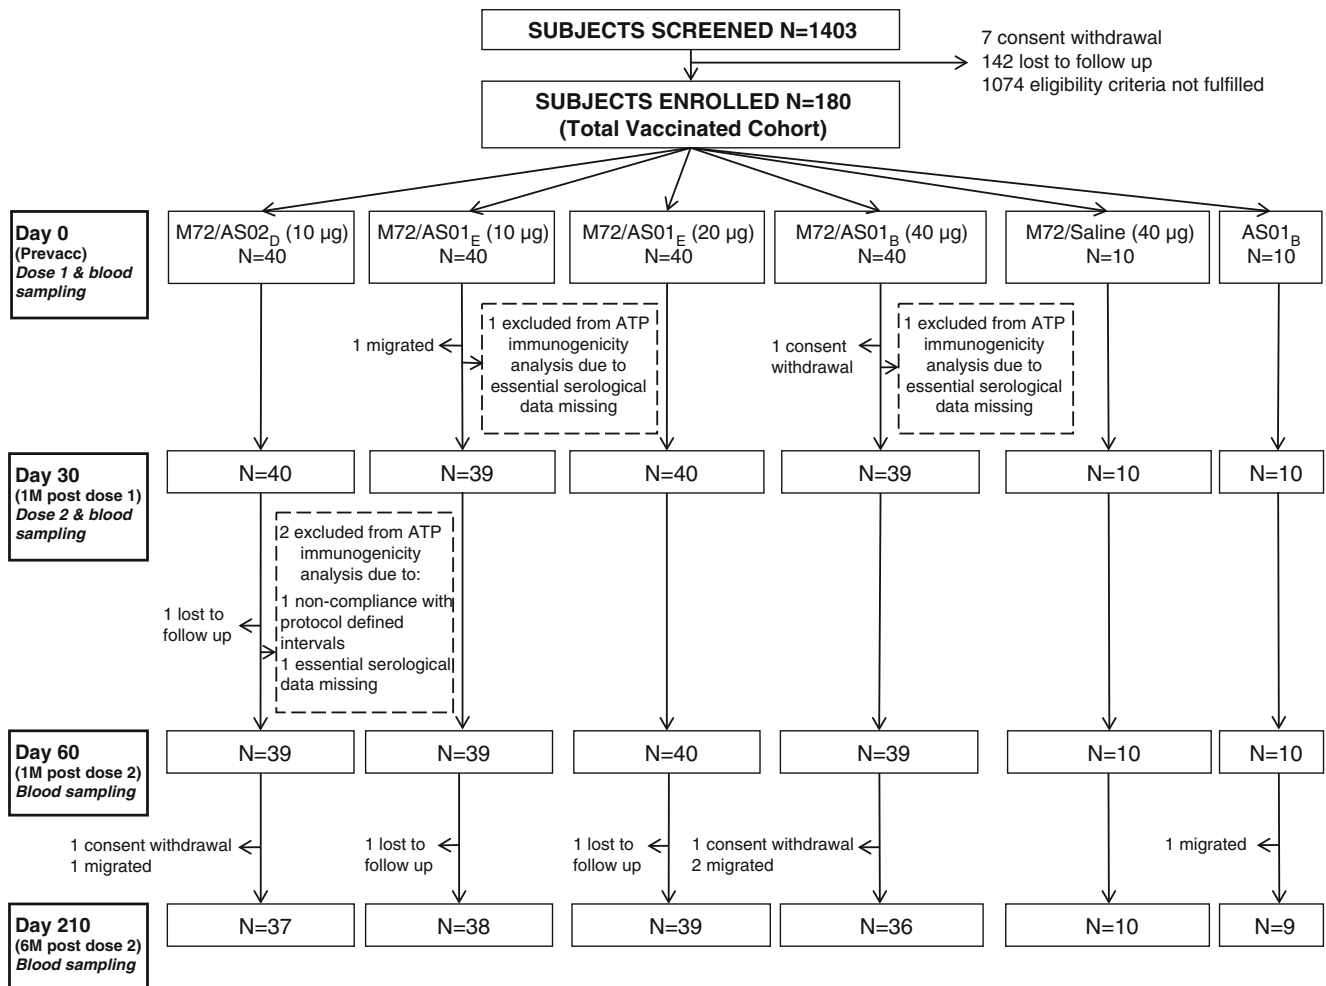 SUBJECTS SCREENED N=1403
7 consent withdrawal
142 lost to follow up
1074 eligibility criteria not fulfilled
SUBJECTS ENROLLED N=180
(Total Vaccinated Cohort)
Day 0
(Prevacc)
Dose 1 & blood
sampling
M72/AS02D (10 µg)
N=40
M72/AS01E (10 µg)
N=40
M72/AS01E (20 µg)
N=40
M72/AS01B (40 µg)
N=40
M72/Saline (40 µg)
N=10
AS01B
N=10
1 migrated
1 excluded from ATP
immunogenicity
analysis due to
essential serological
data missing
1 consent
withdrawal
1 excluded from ATP
immunogenicity
analysis due to
essential serological
data missing
Day 30
(1M post dose 1)
Dose 2 & blood
sampling
N=40
N=39
N=40
N=39
N=10
N=10
1 lost to
follow up
2 excluded from ATP
immunogenicity
analysis due to:
1 non-compliance with
protocol defined
intervals
1 essential serological
data missing
Day 60
(1M post dose 2)
Blood sampling
N=39
N=39
N=40
N=39
N=10
N=10
1 consent withdrawal
1 migrated
1 lost to
follow up
1 lost to
follow up
1 consent withdrawal
2 migrated
1 migrated
Day 210
(6M post dose 2)
Blood sampling
N=37
N=38
N=39
N=36
N=10
N=9